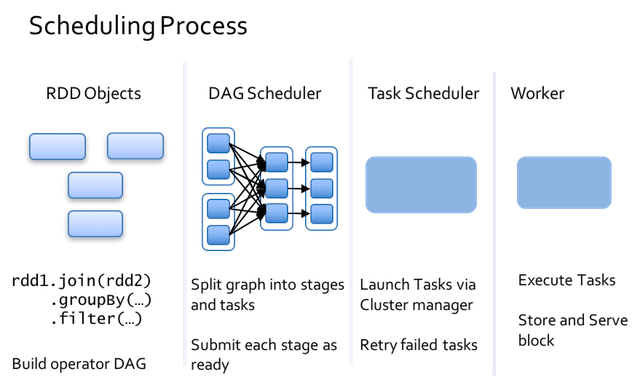 Scheduling Process
RDD Objects
rdd1.join(rdd2)
.groupBy(…)
.filter(…)
Build operator DAG
DAG Scheduler
Split graph into stages
and tasks
Submit each stage as
ready
Task Scheduler
Launch Tasks via
Cluster manager
Retry failed tasks
Worker
Execute Tasks
Store and Serve
block